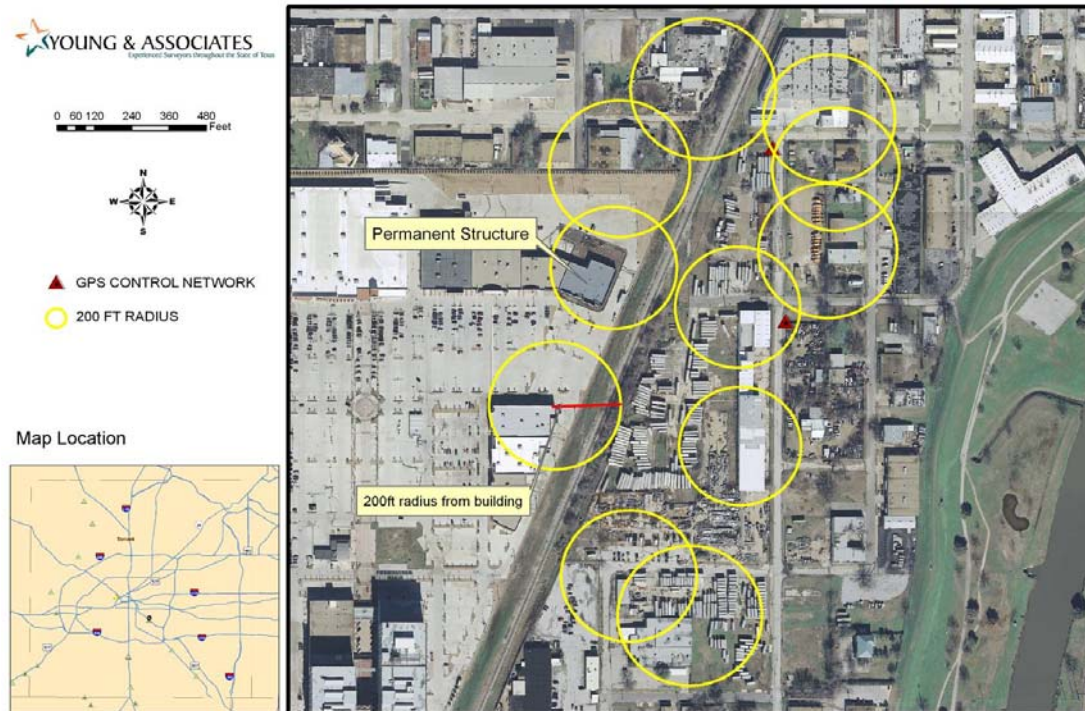 YOUNG & ASSOCIATES
Experienced Surveyors throughout the State of Texas
0 60 120 240 360 480
Feet
N
W E
S
GPS CONTROL NETWORK
200 FT RADIUS
Map Location
Permanent Structure
200ft radius from building